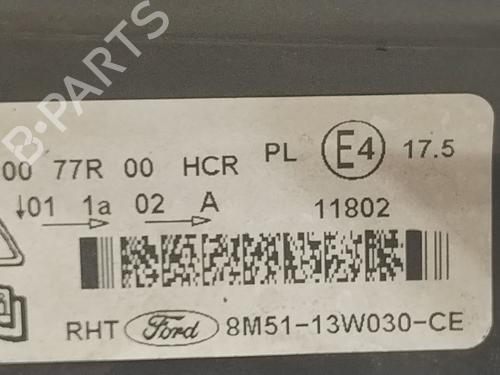 B-PARTS
00 77R 00 HCR PL E4 17.5
↓01 1a 02 A 11802
RHT Ford 8M51-13W030-CE